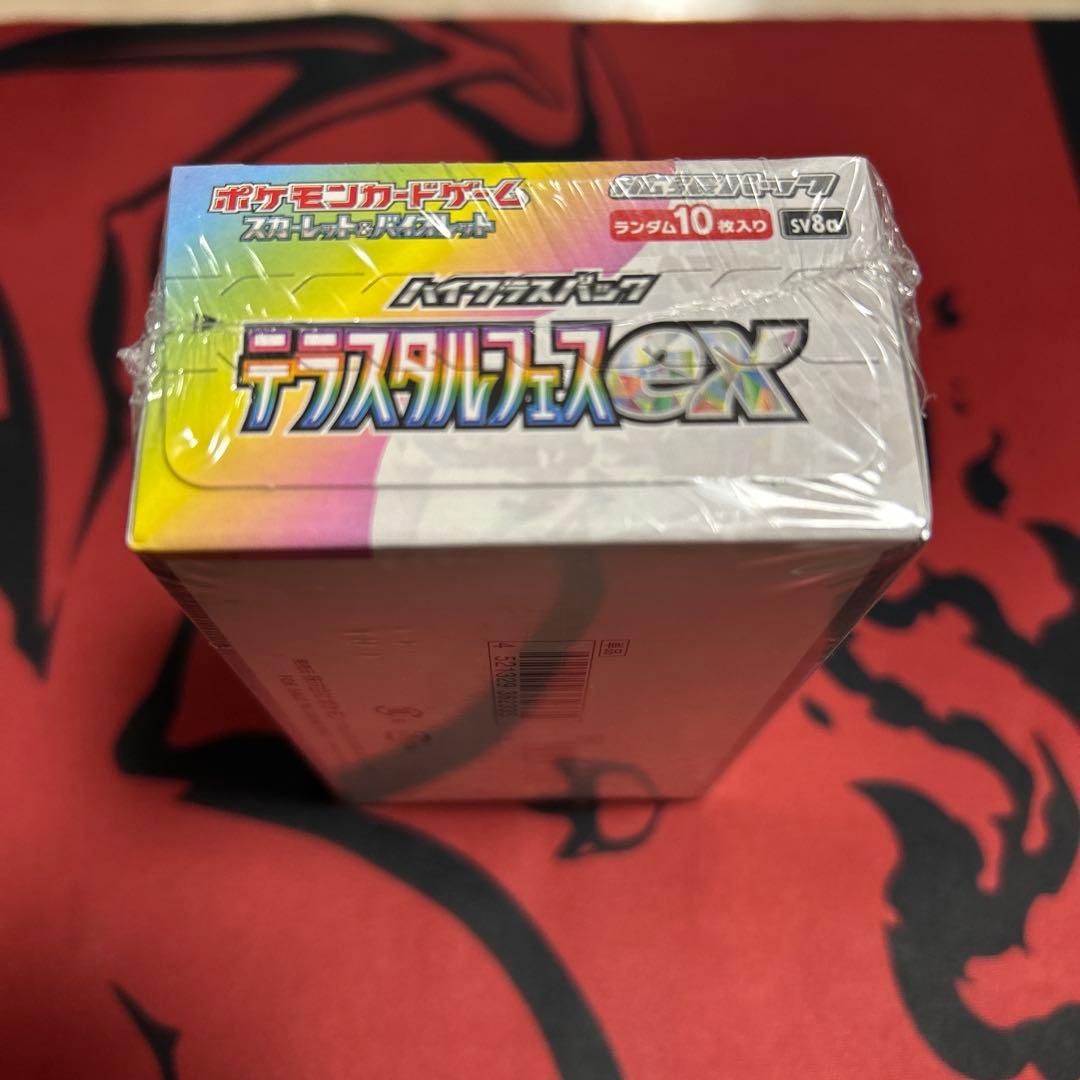 ポケモンカードゲーム
スカーレット&バイオレット
ランダム10枚入り SV8a
ハイクラスパック
テラスタルフェスex
単品